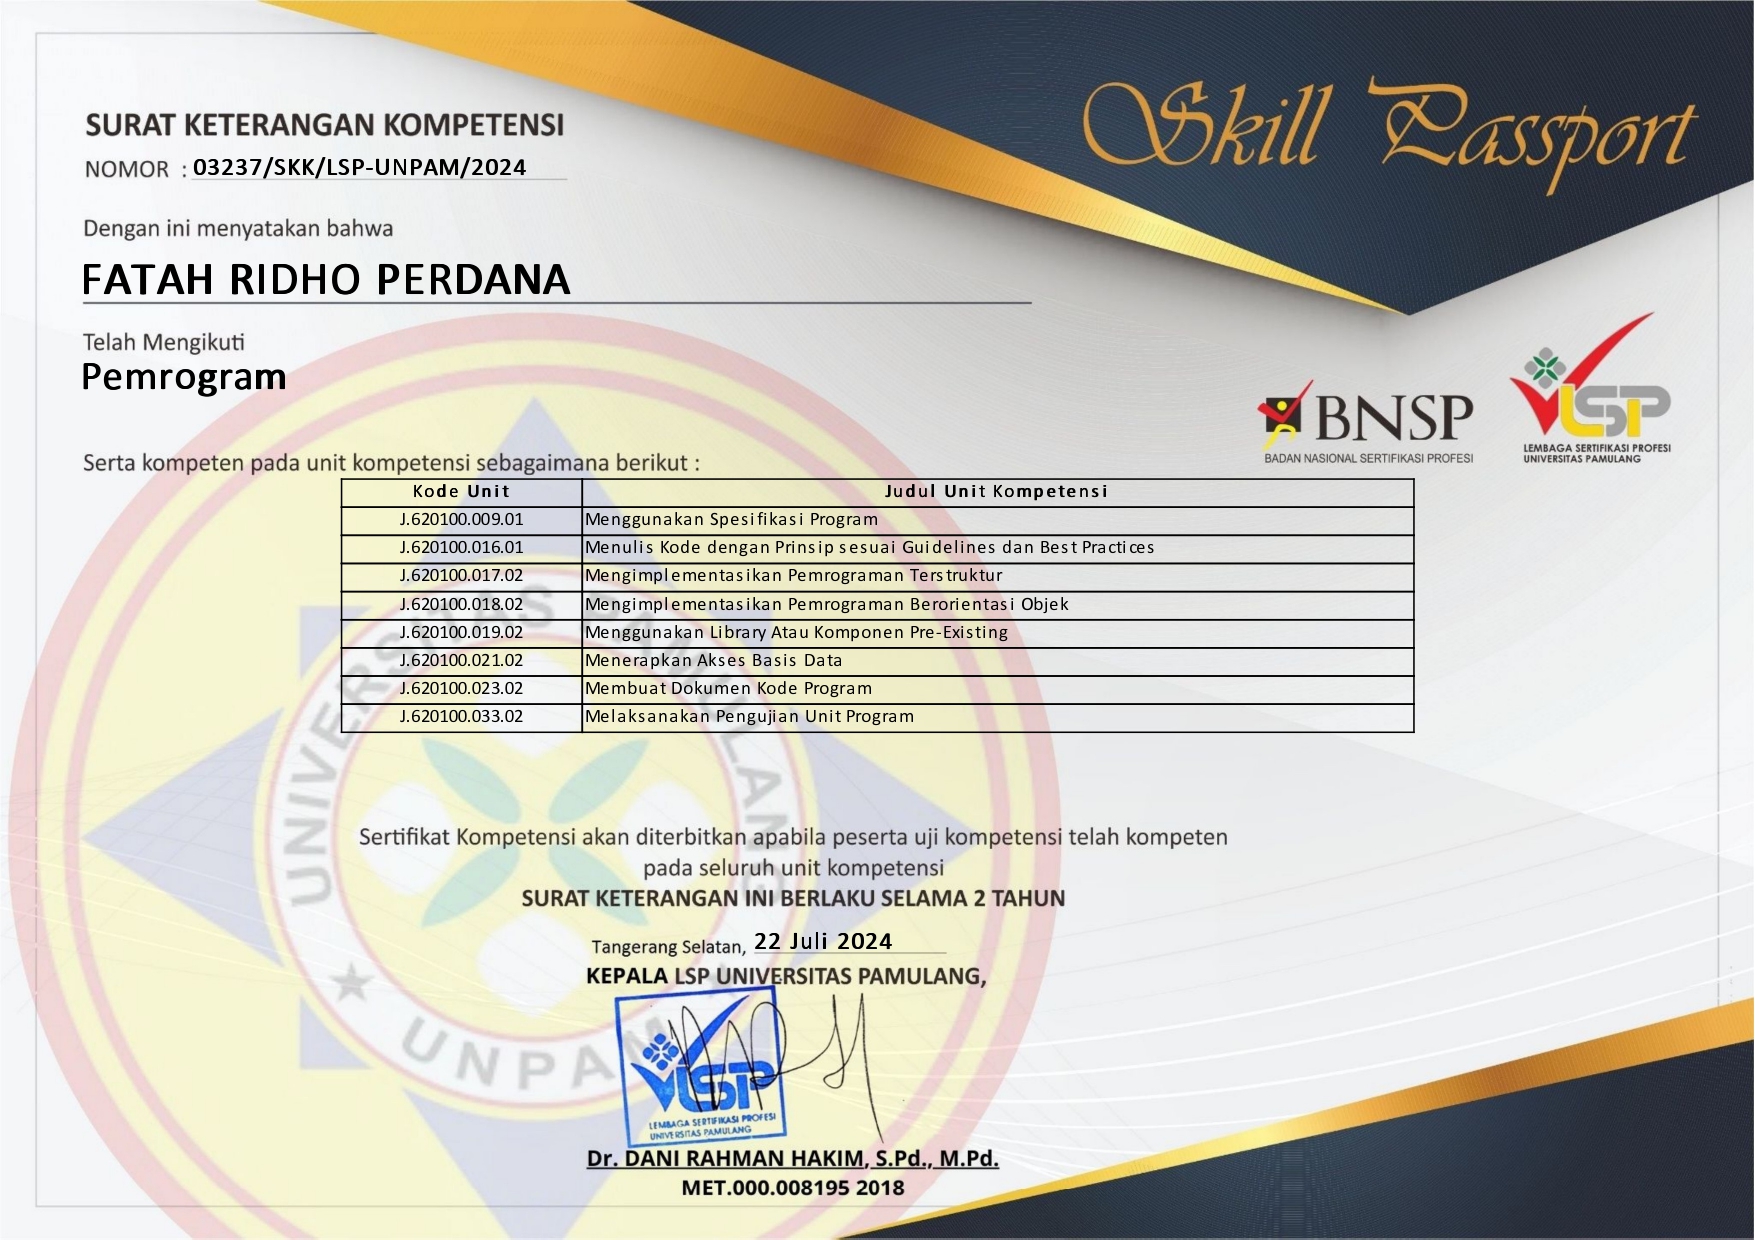 Skill Passport
SURAT KETERANGAN KOMPETENSI
NOMOR : 03237/SKK/LSP-UNPAM/2024
Dengan ini menyatakan bahwa
FATAH RIDHO PERDANA
Telah Mengikuti
Pemrogram
BNSP
BADAN NASIONAL SERTIFIKASI PROFESI
LSP
LEMBAGA SERTIFIKASI PROFESI
UNIVERSITAS PAMULANG
Serta kompeten pada unit kompetensi sebagaimana berikut :
Kode Unit Judul Unit Kompetensi
J.620100.009.01 Menggunakan Spesifikasi Program
J.620100.016.01 Menulis Kode dengan Prinsip sesuai Guidelines dan Best Practices
J.620100.017.02 Mengimplementasikan Pemrograman Terstruktur
J.620100.018.02 Mengimplementasikan Pemrograman Berorientasi Objek
J.620100.019.02 Menggunakan Library Atau Komponen Pre-Existing
J.620100.021.02 Menerapkan Akses Basis Data
J.620100.023.02 Membuat Dokumen Kode Program
J.620100.033.02 Melaksanakan Pengujian Unit Program
UNIVERSITAS PAMULANG
UNPAM
Sertifikat Kompetensi akan diterbitkan apabila peserta uji kompetensi telah kompeten
pada seluruh unit kompetensi
SURAT KETERANGAN INI BERLAKU SELAMA 2 TAHUN
Tangerang Selatan, 22 Juli 2024
KEPALA LSP UNIVERSITAS PAMULANG,
LSP
LEMBAGA SERTIFIKASI PROFESI
UNIVERSITAS PAMULANG
Dr. DANI RAHMAN HAKIM, S.Pd., M.Pd.
MET.000.008195 2018